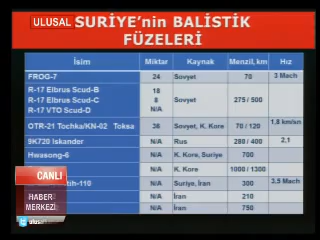 ULUSAL SURİYE'nin BALİSTİK
FÜZELERİ
İsim Miktar Kaynak Menzil, km Hız
FROG-7 24 Sovyet 70 3 Mach
R-17 Elbrus Scud-B 18
R-17 Elbrus Scud-C 8 Sovyet 275 / 500
R-17 VTO Scud-D N/A
OTR-21 Tochka/KN-02 Toksa 36 Sovyet, K. Kore 70 / 120 1.8 km/sn
9K720 Iskander N/A Rus 280 / 400 2,1
Hwasong-6 N/A K. Kore, Suriye 700
N/A K. Kore 1000 / 1300
-110 N/A Suriye, İran 300 3.5 Mach
N/A İran 210
N/A İran 750
CANLI
HABER
MERKEZİ